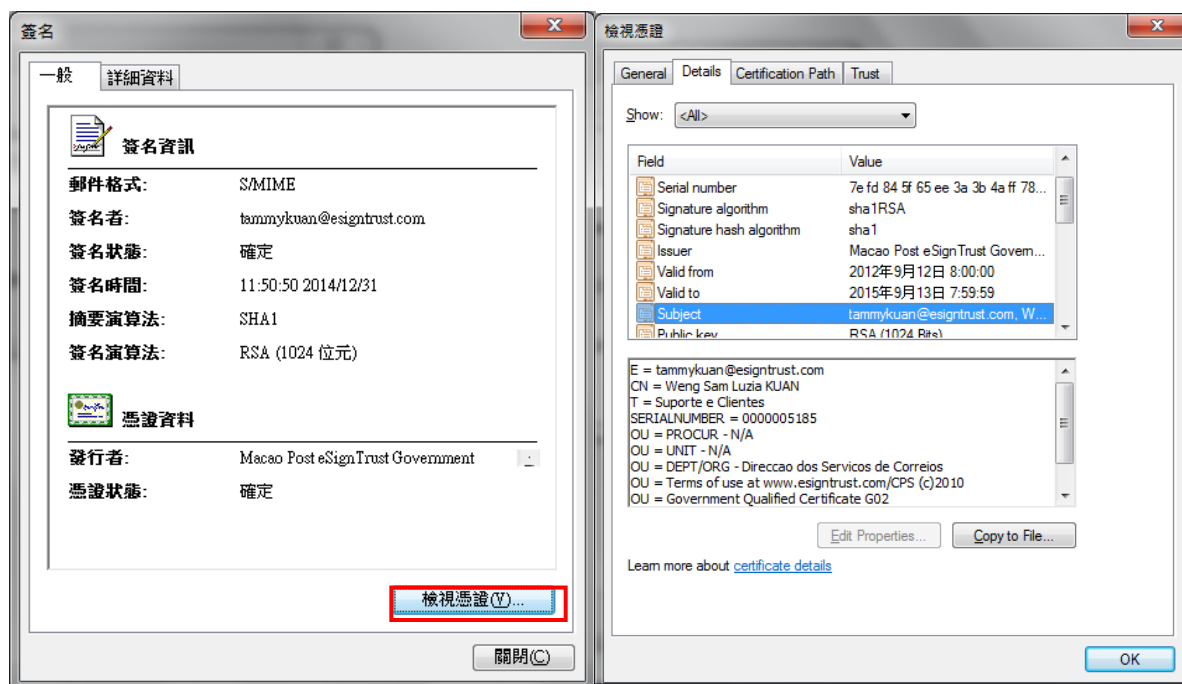 簽名
一般
詳細資料
簽名資訊
郵件格式: S/MIME
簽名者: tammykuan@esigntrust.com
簽名狀態: 確定
簽名時間: 11:50:50 2014/12/31
摘要演算法: SHA1
簽名演算法: RSA (1024 位元)
憑證資料
發行者: Macao Post eSignTrust Government
憑證狀態: 確定
檢視憑證(V)...
關閉(C)
檢視憑證
General Details Certification Path Trust
Show: <All>
Field Value
Serial number 7e fd 84 5f 65 ee 3a 3b 4a ff 78...
Signature algorithm sha1RSA
Signature hash algorithm sha1
Issuer Macao Post eSignTrust Govern...
Valid from 2012年9月12日 8:00:00
Valid to 2015年9月13日 7:59:59
Subject tammykuan@esigntrust.com, W...
Public key RSA (1024 Bits)
E = tammykuan@esigntrust.com
CN = Weng Sam Luzia KUAN
T = Suporte e Clientes
SERIALNUMBER = 0000005185
OU = PROCUR - N/A
OU = UNIT - N/A
OU = DEPT/ORG - Direccao dos Servicos de Correios
OU = Terms of use at www.esigntrust.com/CPS (c)2010
OU = Government Qualified Certificate G02
Edit Properties...
Copy to File...
Learn more about certificate details
OK